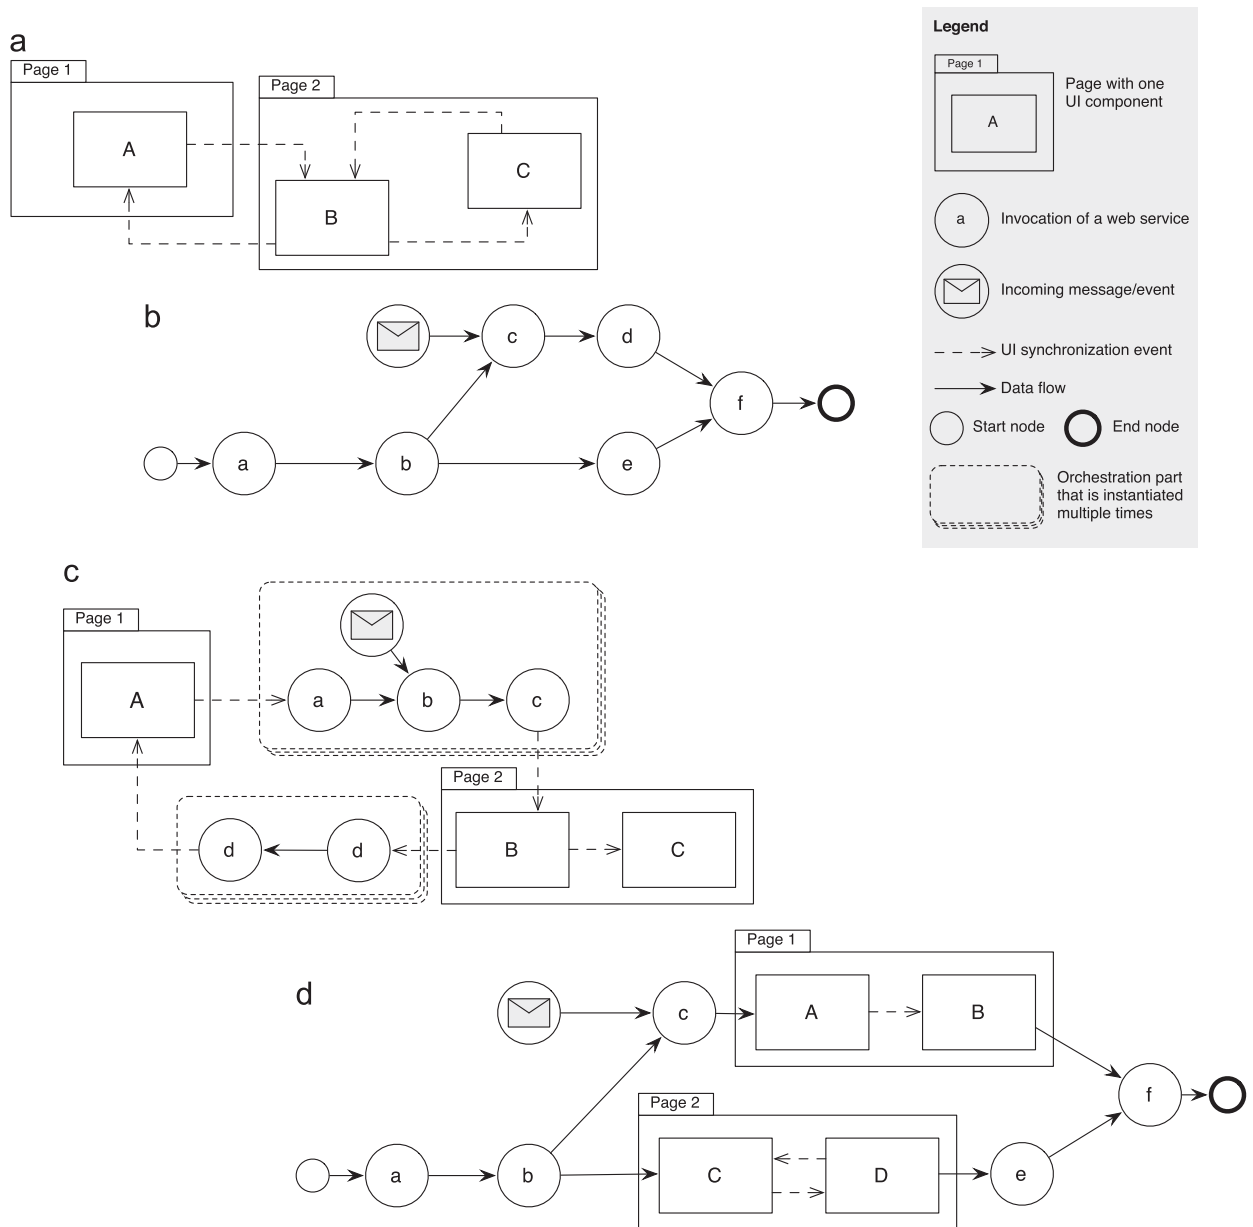 a
Page 1
A
Page 2
B
C
b
c
d
a
b
e
f
c
Page 1
A
a
b
c
Page 2
B
C
d
d
d
Page 1
A
B
c
Page 2
C
D
a
b
e
f
Legend
Page 1
A
Page with one
UI component
a
Invocation of a web service
Incoming message/event
UI synchronization event
Data flow
Start node
End node
Orchestration part
that is instantiated
multiple times